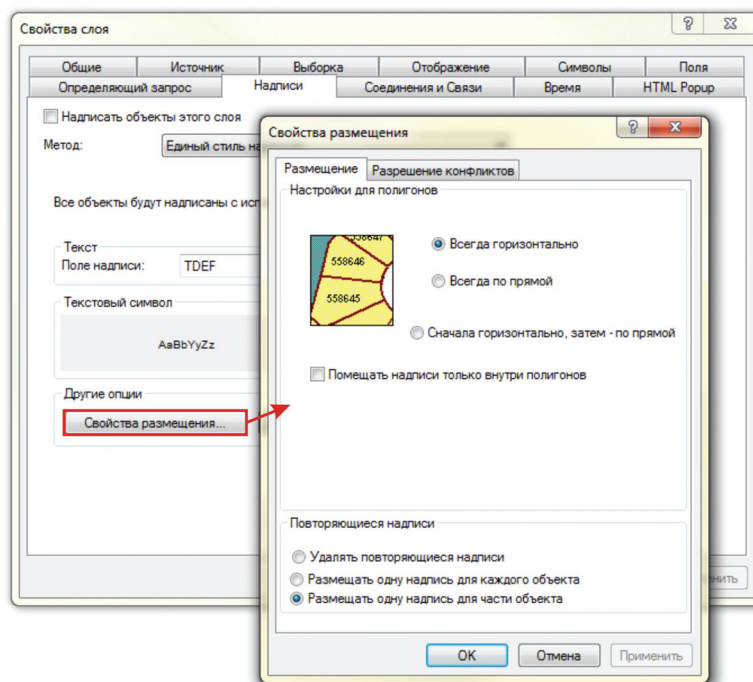 Свойства слоя
Общие Источник Выборка Отображение Символы Поля
Определяющий запрос Надписи Соединения и Связи Время HTML Popup
Надписать объекты этого слоя
Метод: Единый стиль
Все объекты будут надписаны с
Текст
Поле надписи: TDEF
Текстовый символ
AaBbYyZz
Другие опции
Свойства размещения...
Свойства размещения
Размещение Разрешение конфликтов
Настройки для полигонов
558647
558646
558645
Всегда горизонтально
Всегда по прямой
Сначала горизонтально, затем - по прямой
Помещать надписи только внутри полигонов
Повторяющиеся надписи
Удалять повторяющиеся надписи
Размещать одну надпись для каждого объекта
Размещать одну надпись для части объекта
OK Отмена Применить